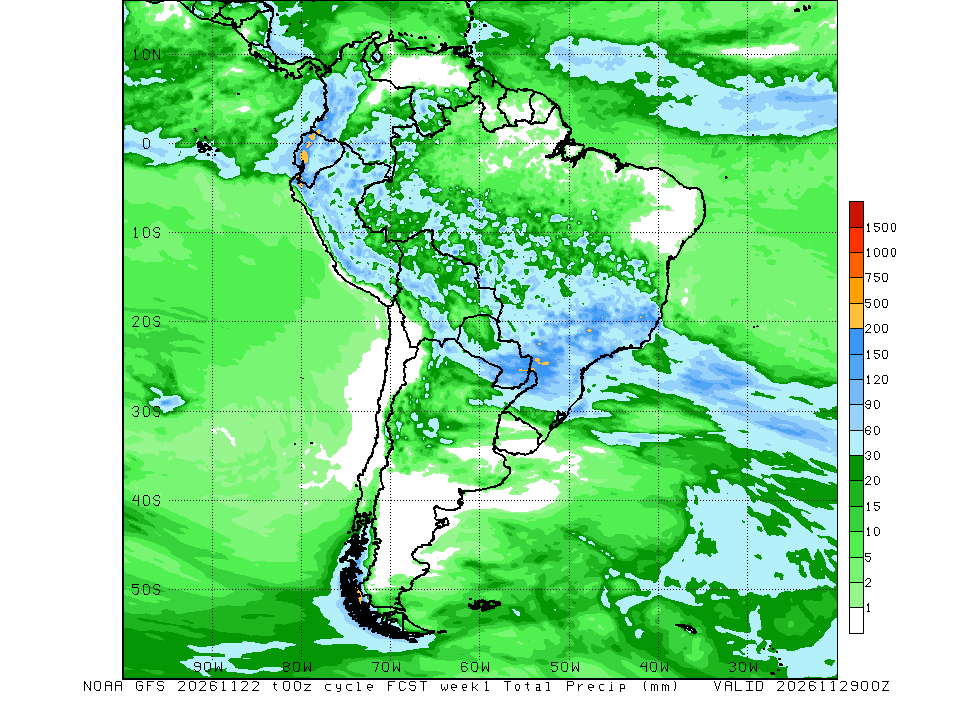 10N
0
10S
20S
30S
40S
50S
90W 80W 70W 60W 50W 40W 30W
1500
1000
750
500
200
150
120
90
60
30
20
15
10
5
2
1
NOAA GFS 20261122 t00z cycle FCST week1 Total Precip (mm) VALID 2026112900Z